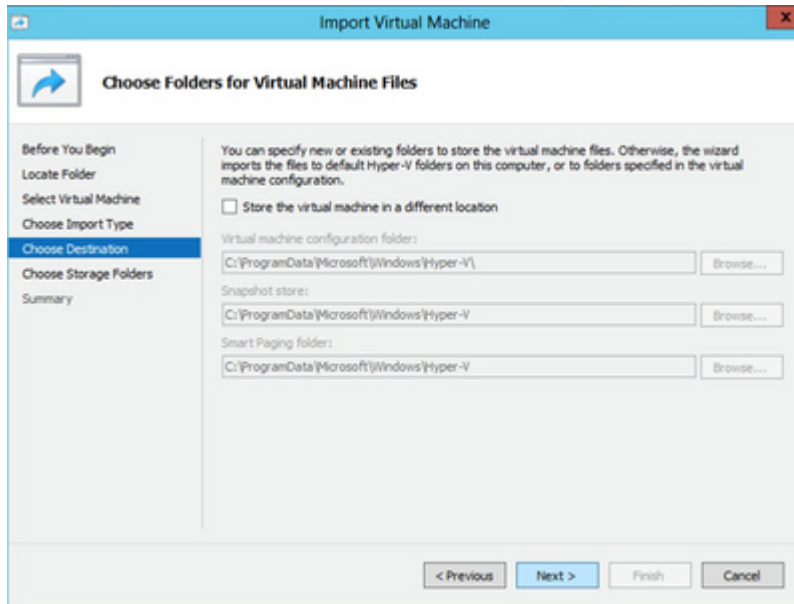 Import Virtual Machine
x
Choose Folders for Virtual Machine Files
Before You Begin
Locate Folder
Select Virtual Machine
Choose Import Type
Choose Destination
Choose Storage Folders
Summary
You can specify new or existing folders to store the virtual machine files. Otherwise, the wizard
imports the files to default Hyper-V folders on this computer, or to folders specified in the virtual
machine configuration.
Store the virtual machine in a different location
Virtual machine configuration folder:
C:\ProgramData\Microsoft\Windows\Hyper-V\
Browse...
Snapshot store:
C:\ProgramData\Microsoft\Windows\Hyper-V
Browse...
Smart Paging folder:
C:\ProgramData\Microsoft\Windows\Hyper-V
Browse...
< Previous
Next >
Finish
Cancel